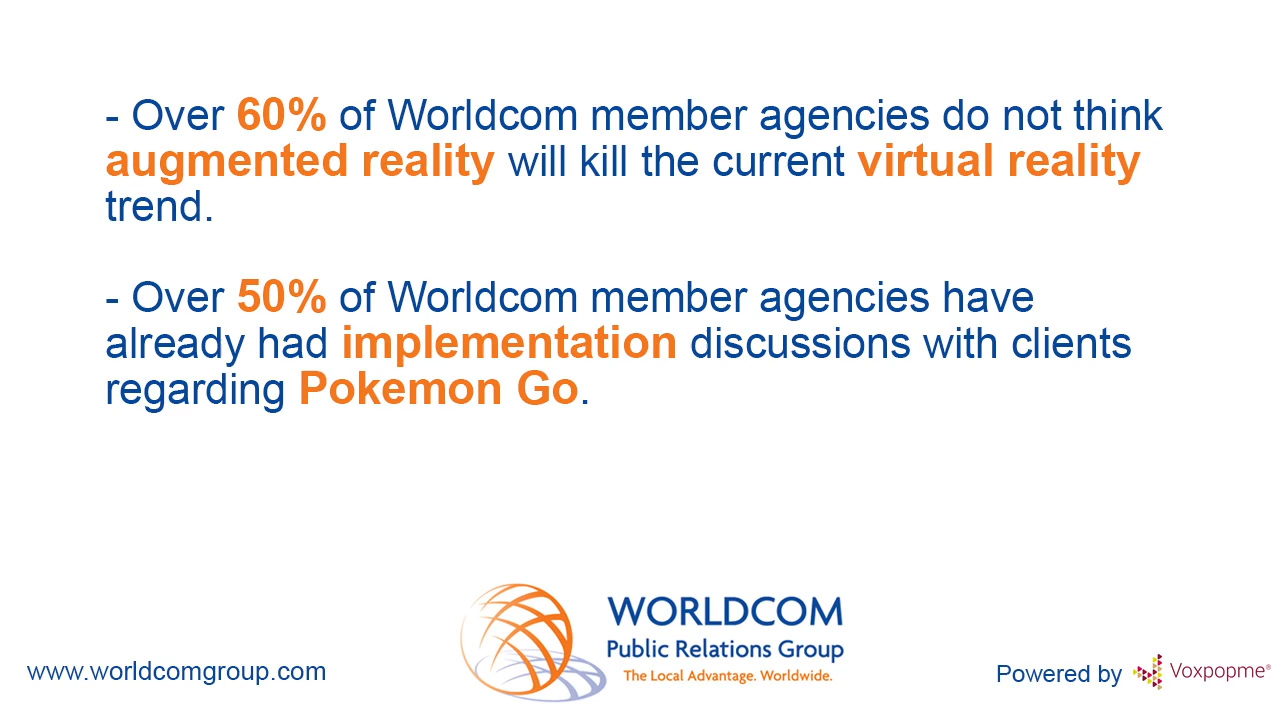 - Over 60% of Worldcom member agencies do not think
augmented reality will kill the current virtual reality
trend.
- Over 50% of Worldcom member agencies have
already had implementation discussions with clients
regarding Pokemon Go.
WORLDCOM
Public Relations Group
The Local Advantage. Worldwide.
www.worldcomgroup.com
Powered by Voxpopme®